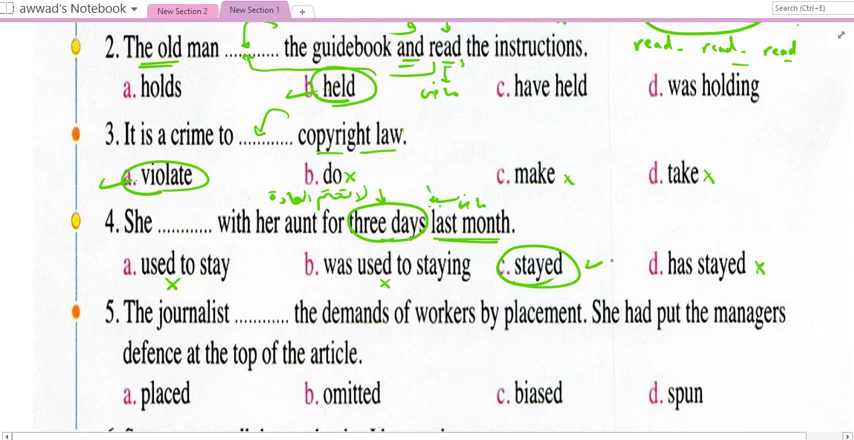 awwad's Notebook
New Section 2
New Section 1
Search (Ctrl+E)
2. The old man ............ the guidebook and read the instructions.
read - read - read
a. holds b. held c. have held d. was holding
3. It is a crime to ............ copyright law.
a. violate b. do x c. make x d. take x
4. She ............ with her aunt for three days last month.
a. used to stay b. was used to staying c. stayed d. has stayed x
x x
5. The journalist ............ the demands of workers by placement. She had put the managers
defence at the top of the article.
a. placed b. omitted c. biased d. spun